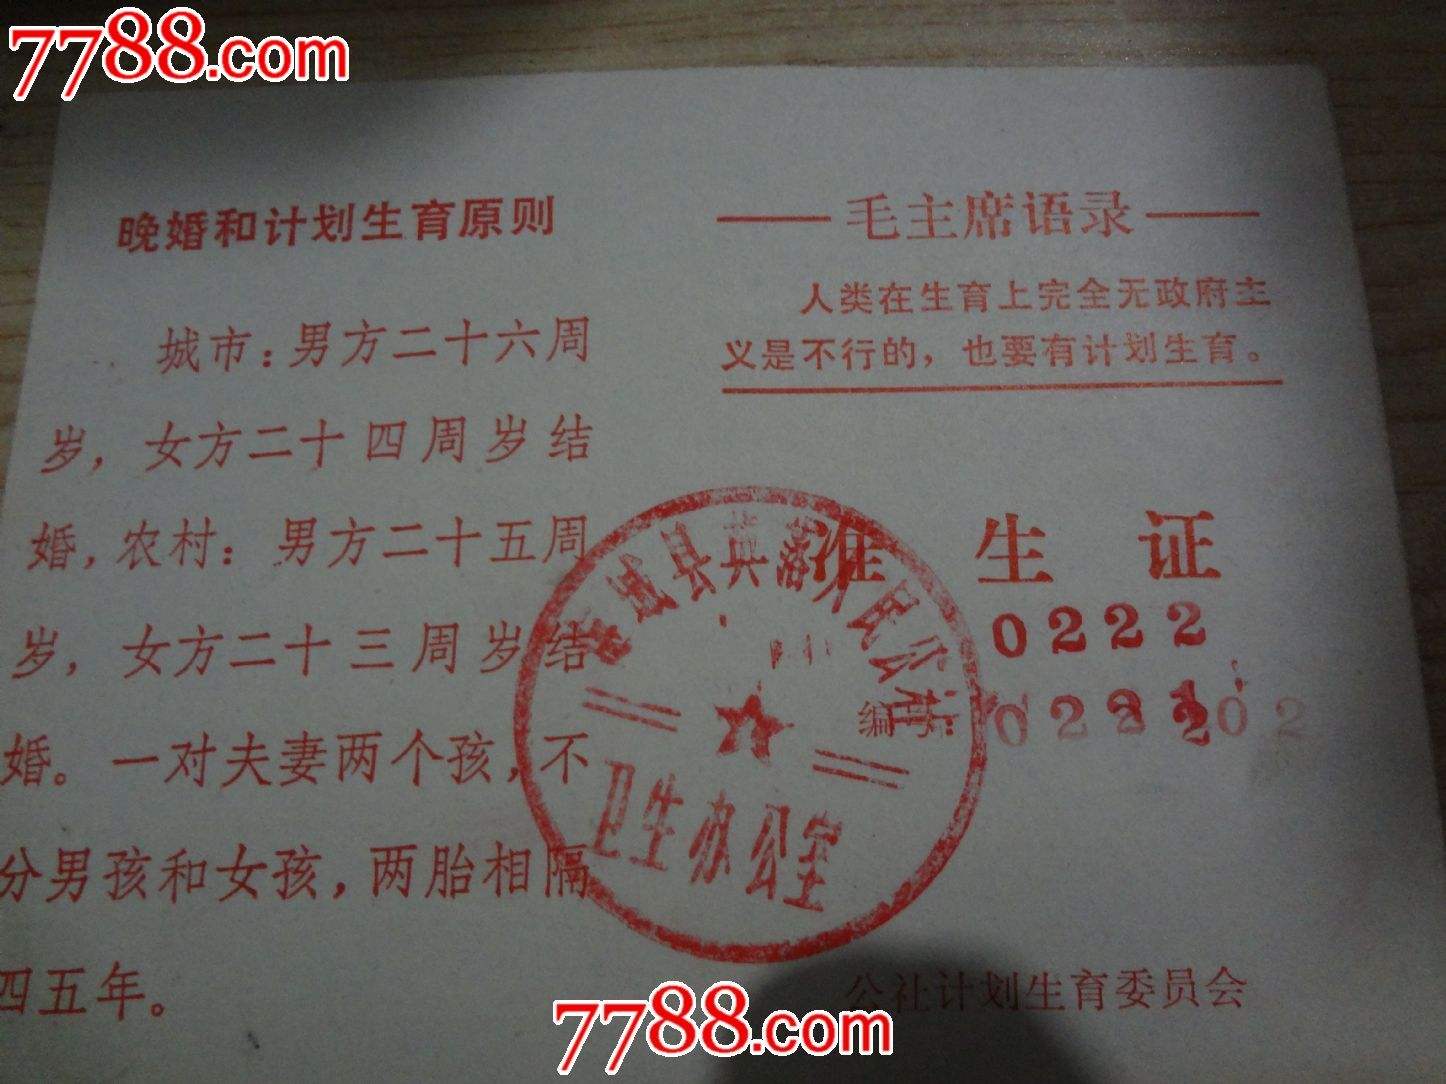 7788.com
晚婚和计划生育原则
城市：男方二十六周
岁，女方二十四周岁结
婚，农村：男方二十五周
岁，女方二十三周岁结
婚。一对夫妻两个孩，不
分男孩和女孩，两胎相隔
四五年。
毛主席语录
人类在生育上完全无政府主
义是不行的，也要有计划生育。
准生证
0222
编号：
城县英落人民公社
卫生办公室
公社计划生育委员会
7788.com